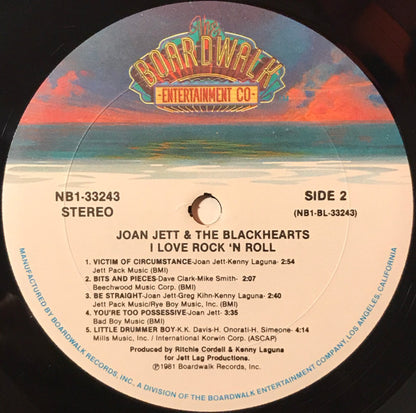 The
BOARDWALK
-ENTERTAINMENT CO-
NB1-33243
STEREO
SIDE 2
(NB1-BL-33243)
JOAN JETT & THE BLACKHEARTS
I LOVE ROCK 'N ROLL
1. VICTIM OF CIRCUMSTANCE-Joan Jett-Kenny Laguna- 2:54
Jett Pack Music (BMI)
2. BITS AND PIECES-Dave Clark-Mike Smith- 2:07
Beechwood Music Corp. (BMI)
3. BE STRAIGHT-Joan Jett-Greg Kihn-Kenny Laguna- 2:40
Jett Pack Music/Rye Boy Music Inc. (BMI)
4. YOU'RE TOO POSSESSIVE-Joan Jett- 3:35
Bad Boy Music (BMI)
5. LITTLE DRUMMER BOY-K.K. Davis-H. Onorati-H. Simeone- 4:14
Mills Music, Inc. / International Korwin Corp. (ASCAP)
Produced by Ritchie Cordell & Kenny Laguna
for Jett Lag Productions.
℗1981 Boardwalk Records, Inc.
MANUFACTURED BY BOARDWALK RECORDS, INC. A DIVISION OF THE BOARDWALK ENTERTAINMENT COMPANY, LOS ANGELES, CALIFORNIA.